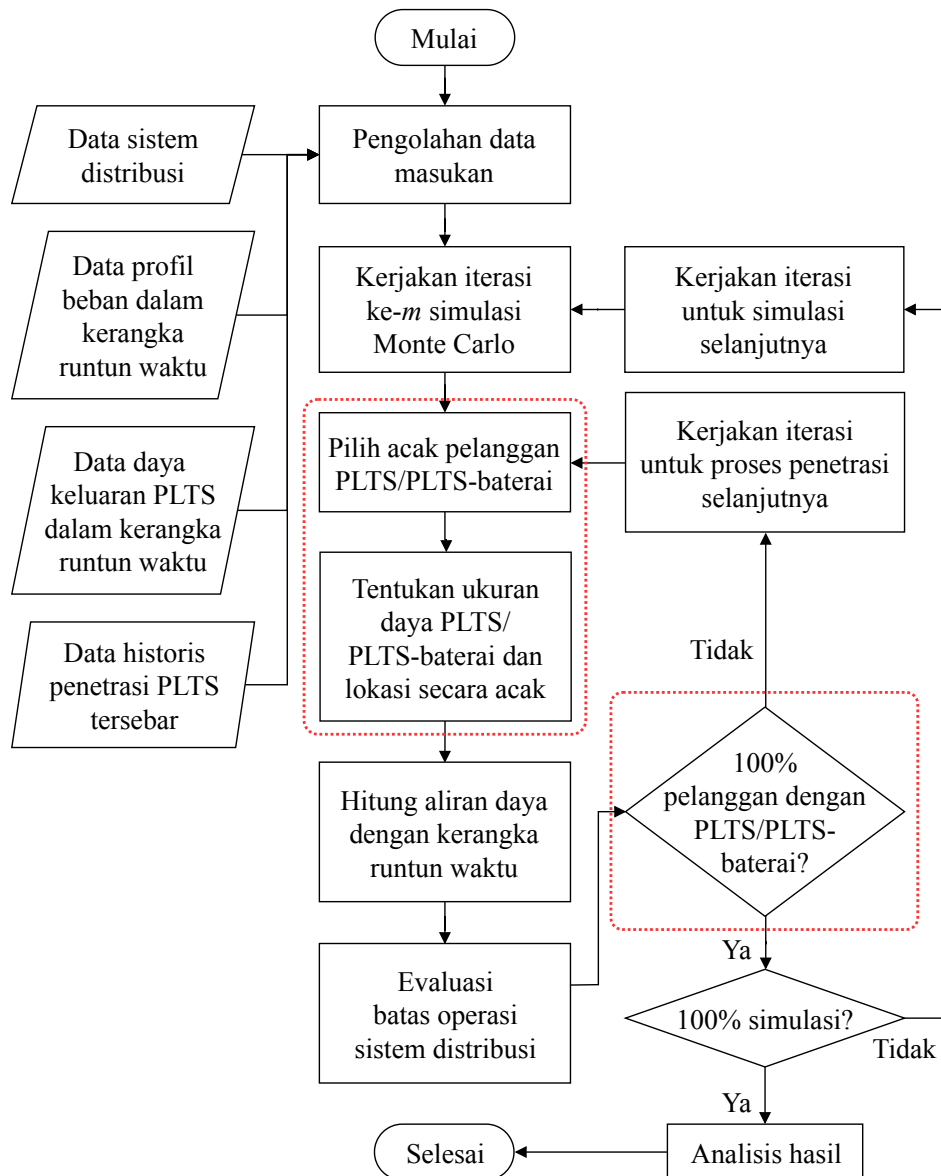 Mulai
Data sistem
distribusi
Pengolahan data
masukan
Data profil
beban dalam
kerangka
runtun waktu
Kerjakan iterasi
ke-m simulasi
Monte Carlo
Kerjakan iterasi
untuk simulasi
selanjutnya
Data daya
keluaran PLTS
dalam kerangka
runtun waktu
Pilih acak pelanggan
PLTS/PLTS-baterai
Kerjakan iterasi
untuk proses penetrasi
selanjutnya
Data historis
penetrasi PLTS
tersebar
Tentukan ukuran
daya PLTS/
PLTS-baterai dan
lokasi secara acak
Tidak
Hitung aliran daya
dengan kerangka
runtun waktu
100%
pelanggan dengan
PLTS/PLTS-
baterai?
Ya
Evaluasi
batas operasi
sistem distribusi
100% simulasi?
Tidak
Ya
Selesai
Analisis hasil